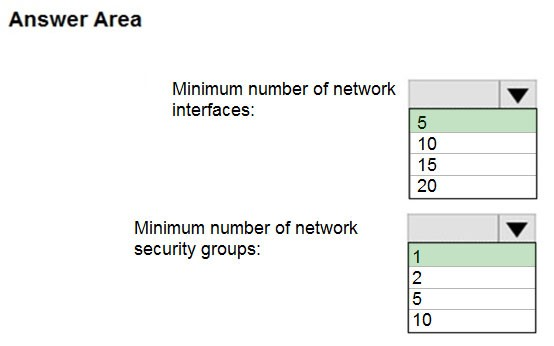 Answer Area
Minimum number of network
interfaces:
5
10
15
20
Minimum number of network
security groups:
1
2
5
10